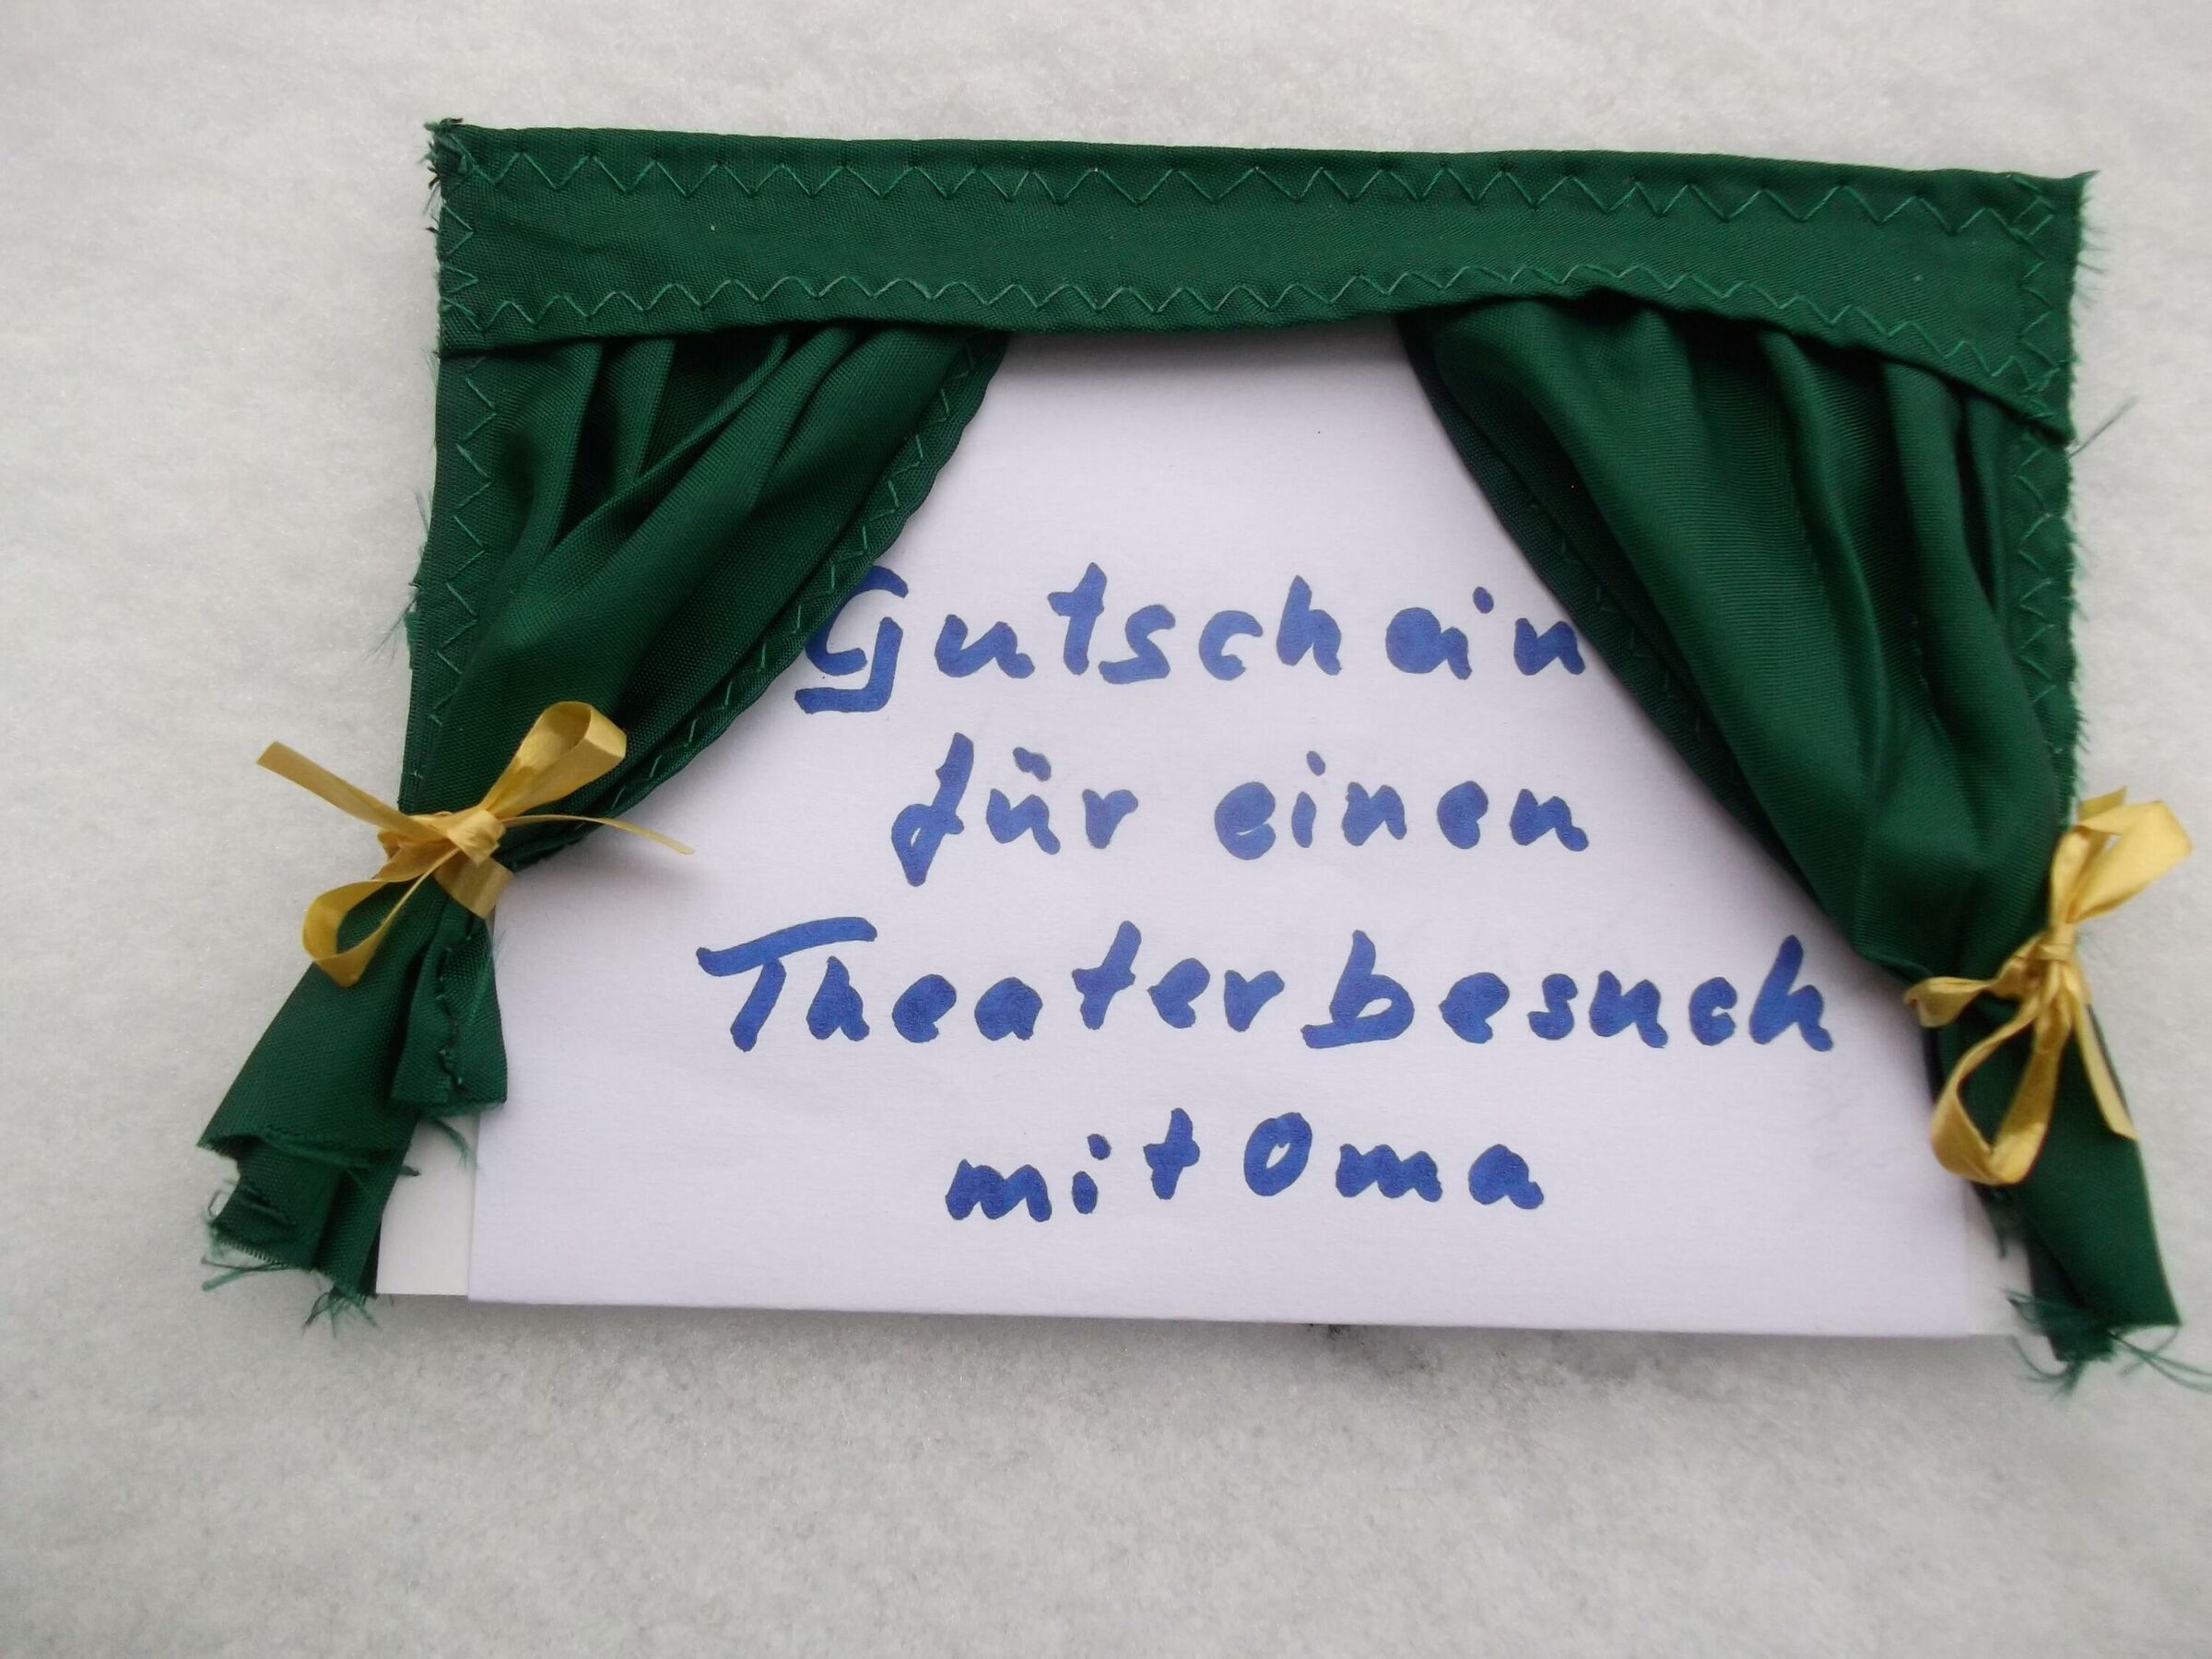 Gutschein
für einen
Theaterbesuch
mit Oma